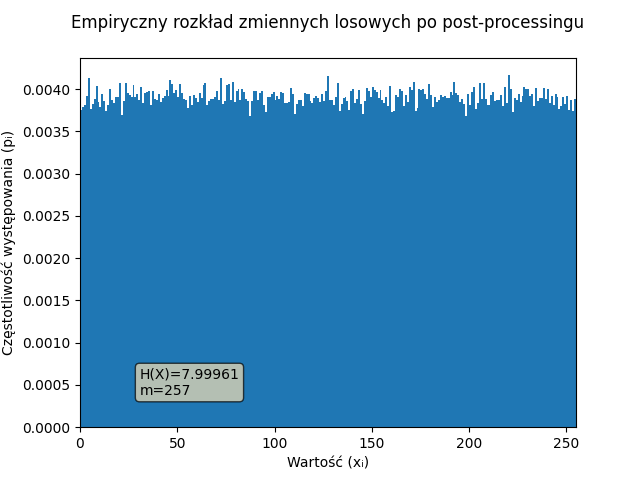 Empiryczny rozkład zmiennych losowych po post-processingu
Częstotliwość występowania (pᵢ)
0.0040
0.0035
0.0030
0.0025
0.0020
0.0015
0.0010
0.0005
0.0000
H(X)=7.99961
m=257
0 50 100 150 200 250
Wartość (xᵢ)